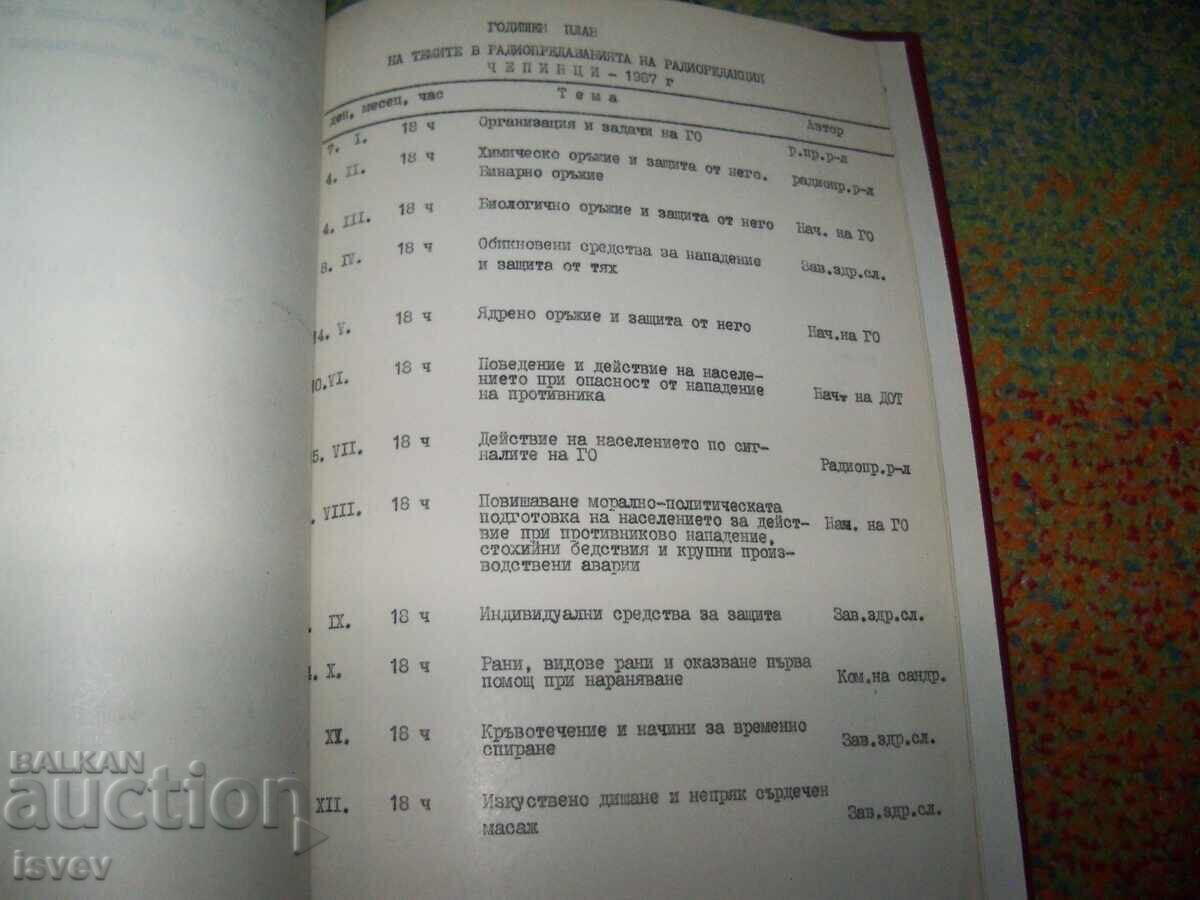 ГОДИШЕН ПЛАН
НА ТЕМИТЕ В РАДИОПРЕДАВАНИЯТА НА РАДИОРЕДАКЦИЯ
ЧЕПИНЦИ - 1987 г
ден, месец, час Тема Автор
7. I. 18 ч Организация и задачи на ГО р.пр.р-л
4. II. 18 ч Химическо оръжие и защита от него. радиопр.р-л
Бинарно оръжие
4. III. 18 ч Биологично оръжие и защита от него Нач. на ГО
8. IV. 18 ч Обикновени средства за нападение Зав.здр.сл.
и защита от тях
14. V. 18 ч Ядрено оръжие и защита от него Нач.на ГО
10.VI. 18 ч Поведение и действие на населе-
нието при опасност от нападение
на противника на ДОТ
5. VII. 18 ч Действие на населението по сиг-
налите на ГО Радиопр.р-л
. VIII. 18 ч Повишаване морално-политическата
подготовка на населението за дейст- на ГО
вие при противниково нападение,
стохийни бедствия и крупни произ-
водствени аварии
. IX. 18 ч Индивидуални средства за защита Зав.здр.сл.
. X. 18 ч Рани, видове рани и оказване първа
помощ при нараняване Ком.на сандр.
XI. 18 ч Кръвотечение и начини за временно
спиране Зав.здр.сл.
XII. 18 ч Изкуствено дишане и непряк сърдечен
масаж Зав.здр.сл.
BALKAN
auction
isvev